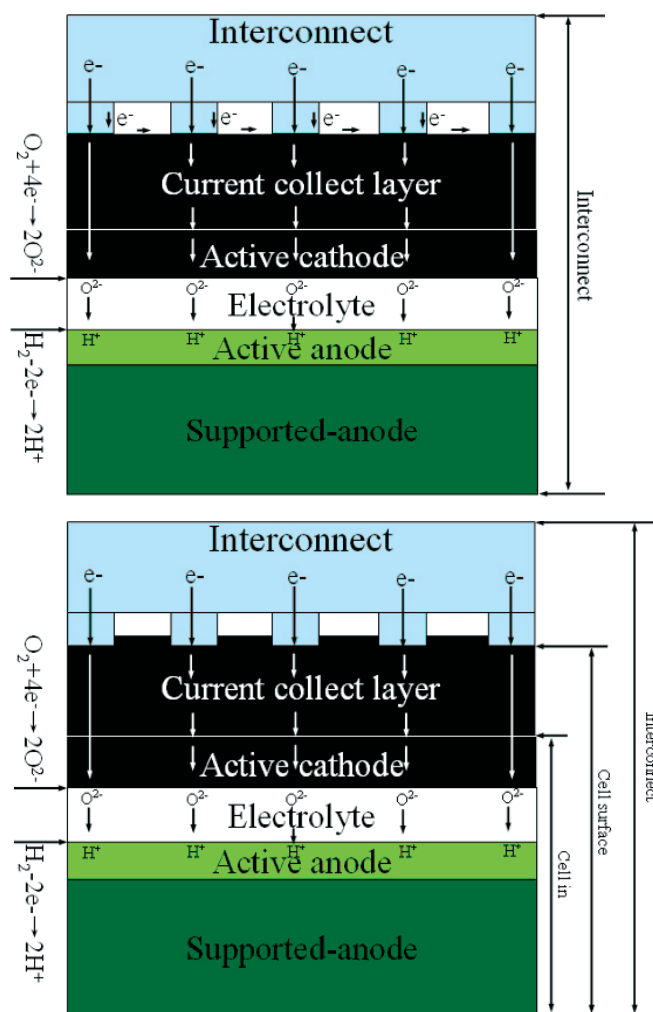 Interconnect
e- e- e- e- e-
e- e- e- e-
Current collect layer
Active cathode
O²⁻ O²⁻ O²⁻ O²⁻ O²⁻
Electrolyte
H⁺ H⁺ H⁺ H⁺ H⁺
Active anode
Supported-anode
O₂+4e-→2O²⁻
H₂-2e-→2H⁺
Interconnect
Interconnect
e- e- e- e- e-
Current collect layer
Active cathode
O²⁻ O²⁻ O²⁻ O²⁻ O²⁻
Electrolyte
H⁺ H⁺ H⁺ H⁺ H⁺
Active anode
Supported-anode
O₂+4e-→2O²⁻
H₂-2e-→2H⁺
Cell in
Cell surface
Interconnect